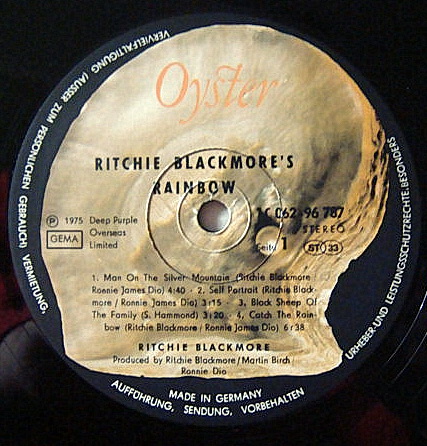 Oyster
RITCHIE BLACKMORE'S
RAINBOW
1C 062-96 787
STEREO
Ⓟ 1975 Deep Purple
Overseas
Limited
GEMA
Seite 1
ST 33
1. Man On The Silver Mountain (Ritchie Blackmore /
Ronnie James Dio) 4:40 · 2. Self Portrait (Ritchie Black-
more / Ronnie James Dio) 3:15 · 3. Black Sheep Of
The Family (S. Hammond) 3:20 · 4. Catch The Rain-
bow (Ritchie Blackmore / Ronnie James Dio) 6:38
RITCHIE BLACKMORE
Produced by Ritchie Blackmore/Martin Birch
Ronnie Dio
MADE IN GERMANY
URHEBER- UND LEISTUNGSSCHUTZRECHTE, BESONDERS
AUFFÜHRUNG, SENDUNG, VORBEHALTEN
VERVIELFÄLTIGUNG (AUSSER ZUM PERSÖNLICHEN GEBRAUCH) VERMIETUNG,